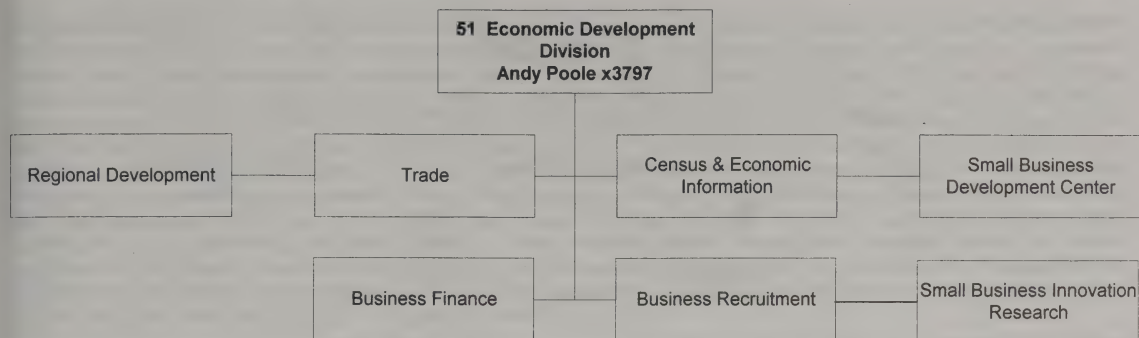 51 Economic Development
Division
Andy Poole x3797
Regional Development
Trade
Census & Economic
Information
Small Business
Development Center
Business Finance
Business Recruitment
Small Business Innovation
Research